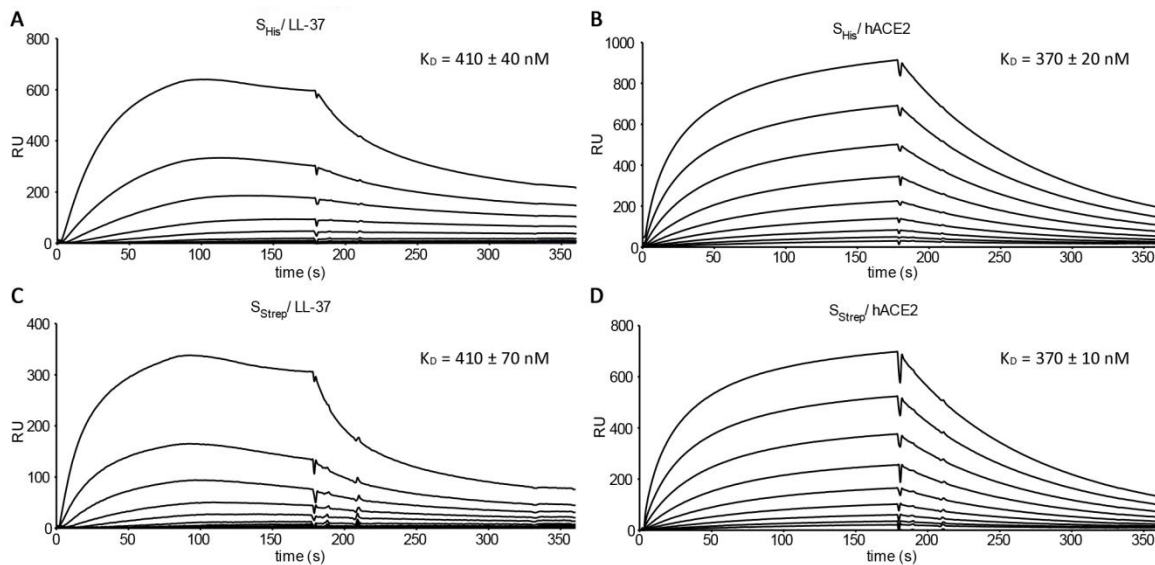 A
S_His/ LL-37
K_D = 410 ± 40 nM
800
600
400
200
0
RU
0 50 100 150 200 250 300 350
time (s)
B
S_His/ hACE2
K_D = 370 ± 20 nM
1000
800
600
400
200
0
RU
0 50 100 150 200 250 300 350
time (s)
C
S_Strep/ LL-37
K_D = 410 ± 70 nM
400
300
200
100
0
RU
0 50 100 150 200 250 300 350
time (s)
D
S_Strep/ hACE2
K_D = 370 ± 10 nM
800
600
400
200
0
RU
0 50 100 150 200 250 300 350
time (s)